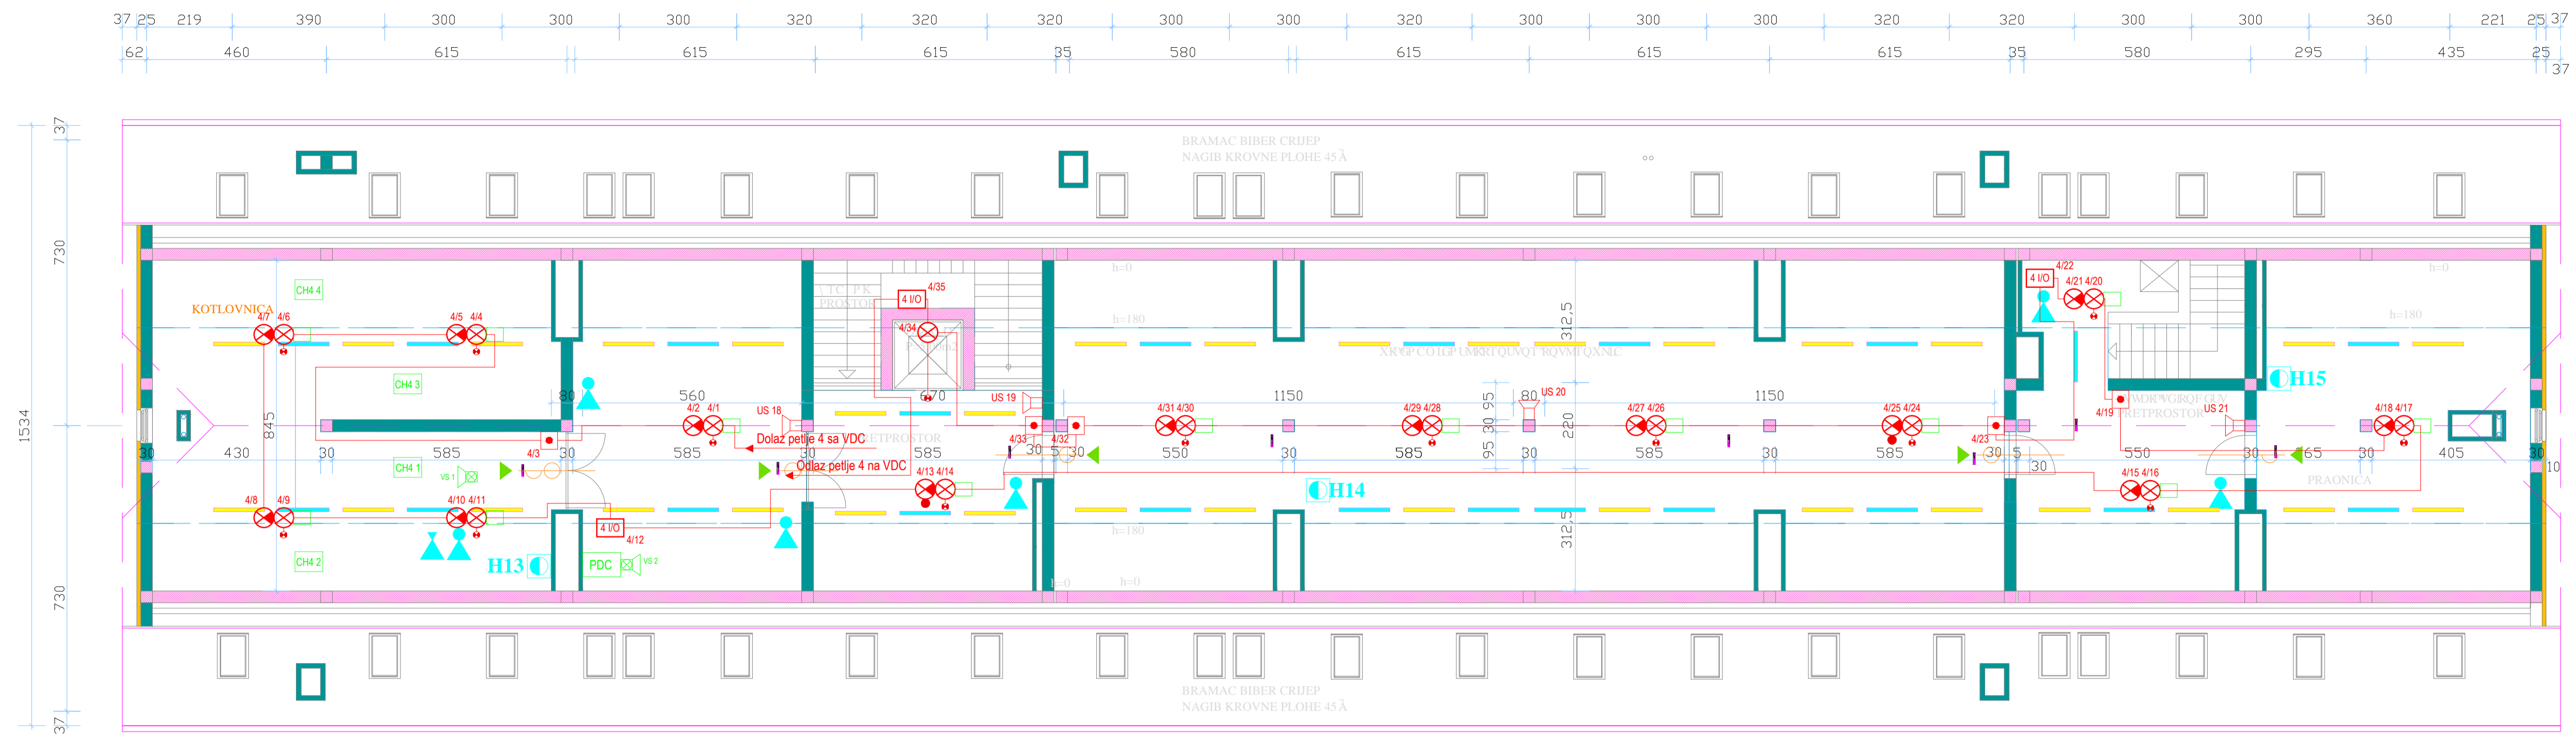 37 25 219 390 300 300 300 320 320 320 300 300 320 300 300 300 320 320 300 300 360 221 25 37
62 460 615 615 615 35 580 615 615 615 35 580 295 435 25
37
37
730
1534
730
37
BRAMAC BIBER CRIJEP
NAGIB KROVNE PLOHE 45
h=0
h=0
4/22
4 I/O
4/21 4/20
CH4 4
4/35
4 I/O
PROSTOR
KOTLOVNICA
4/7 4/6
4/5 4/4
4/34
h=180
312,5
h=180
CH4 3
H15
80 560 670 1150 80 1150
845
US 18
US 19
US 20
95
30
95
220
4/19
PRETPROSTOR
US 21
4/2 4/1
4/31 4/30
4/29 4/28
4/27 4/26
4/25 4/24
4/18 4/17
Dolaz petlje 4 sa VDC
4/33
4/32
4/23
4/3
30 430 30 585 30 585 30 585 30 5 30 550 30 585 30 585 30 585 30 5 30 550 30 265 30 405 30 10
CH4 1
VS 1
Odlaz petlje 4 na VDC
4/13 4/14
4/15 4/16
PRAONICA
H14
4/8 4/9
4/10 4/11
4 I/O
4/12
h=180
312,5
CH4 2
H13
PDC
VS 2
h=0
h=0
BRAMAC BIBER CRIJEP
NAGIB KROVNE PLOHE 45